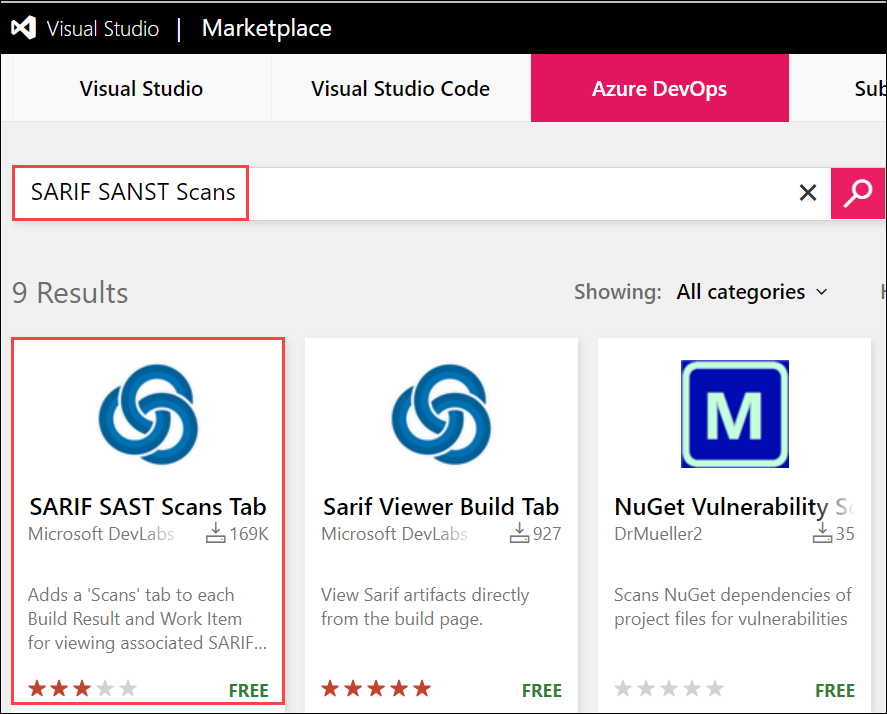 Visual Studio | Marketplace
Visual Studio
Visual Studio Code
Azure DevOps
Sub
SARIF SANST Scans
9 Results
Showing: All categories
SARIF SAST Scans Tab
Microsoft DevLabs
169K
Adds a 'Scans' tab to each
Build Result and Work Item
for viewing associated SARIF...
FREE
Sarif Viewer Build Tab
Microsoft DevLabs
927
View Sarif artifacts directly
from the build page.
FREE
M
NuGet Vulnerability Sc
DrMueller2
35
Scans NuGet dependencies of
project files for vulnerabilities
FREE